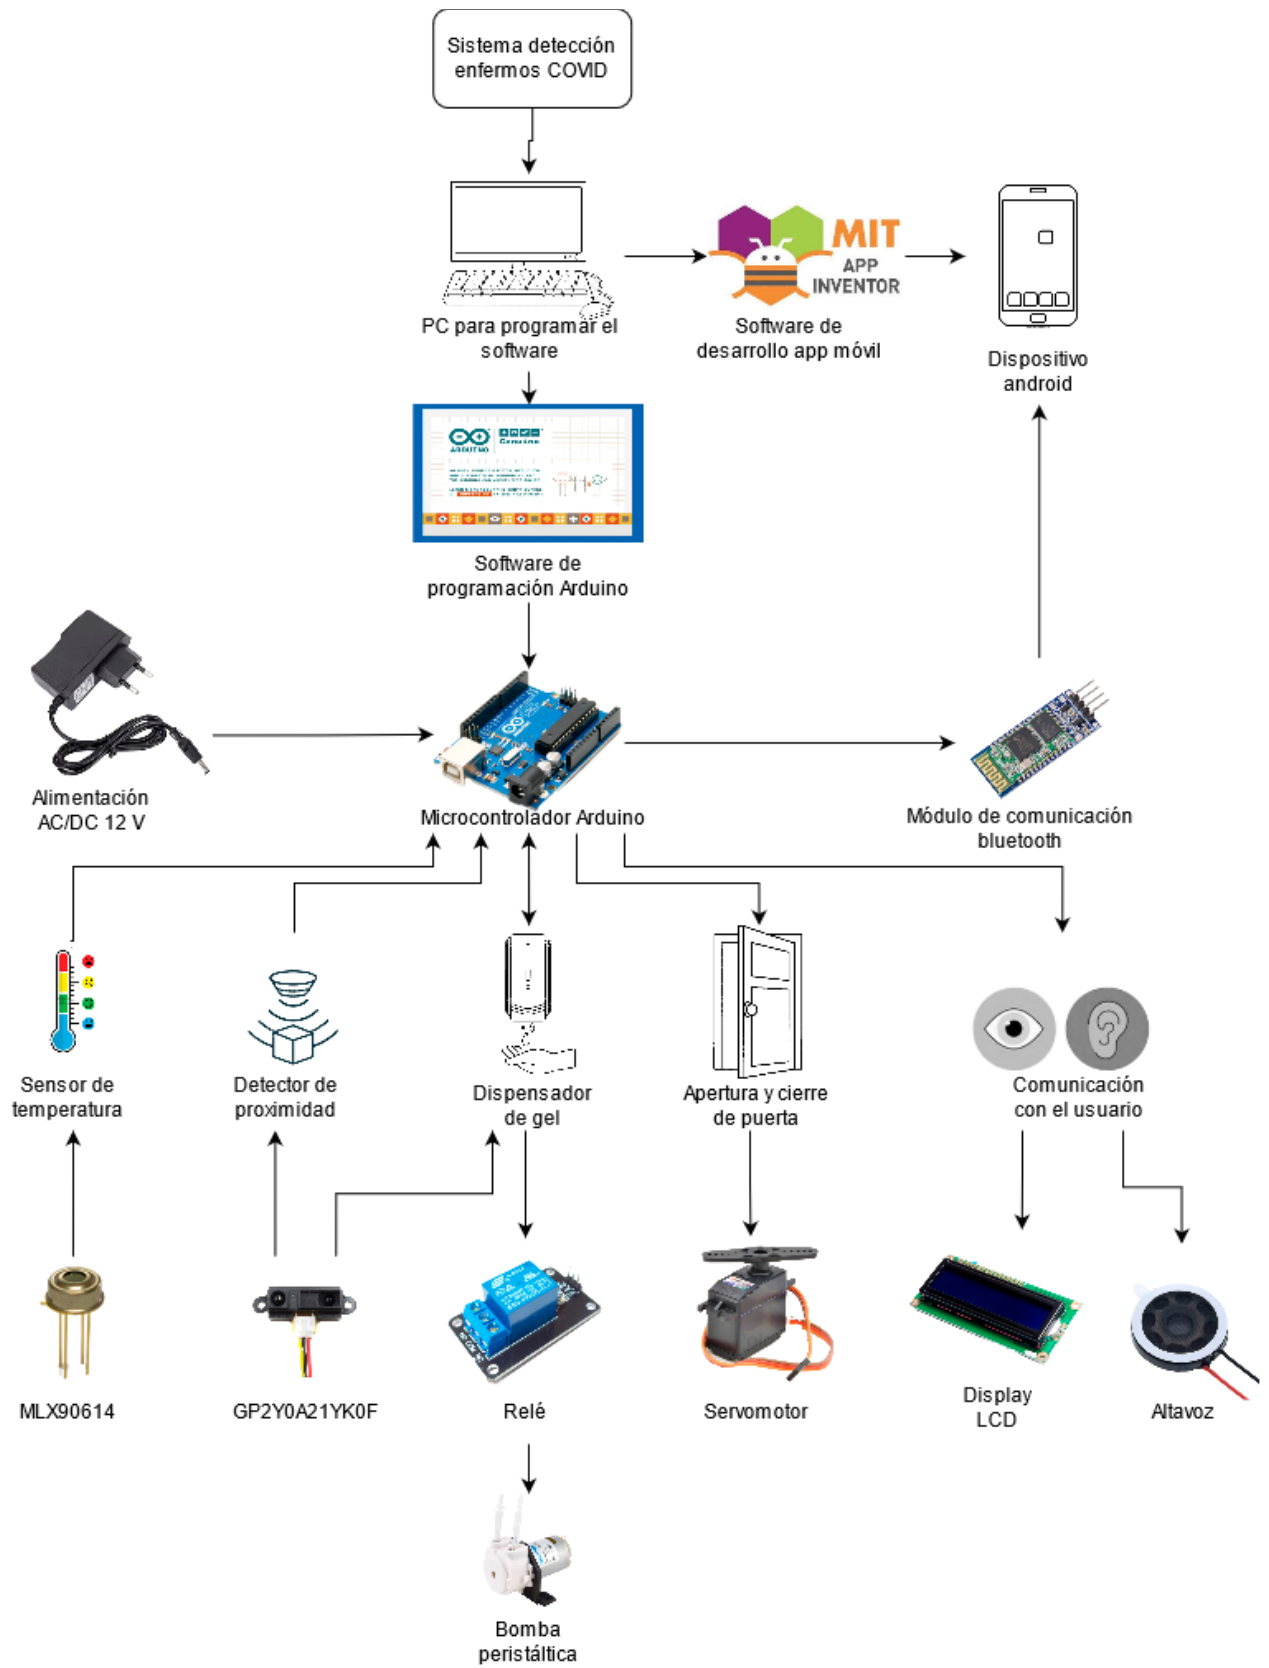 Sistema detección
enfermos COVID
MIT
APP
INVENTOR
PC para programar el
software
Software de
desarrollo app móvil
Dispositivo
android
ARDUINO
Genuino
Software de
programación Arduino
Alimentación
AC/DC 12 V
Microcontrolador Arduino
Módulo de comunicación
bluetooth
Sensor de
temperatura
Detector de
proximidad
Dispensador
de gel
Apertura y cierre
de puerta
Comunicación
con el usuario
MLX90614
GP2Y0A21YK0F
Relé
Servomotor
Display
LCD
Altavoz
Bomba
peristáltica